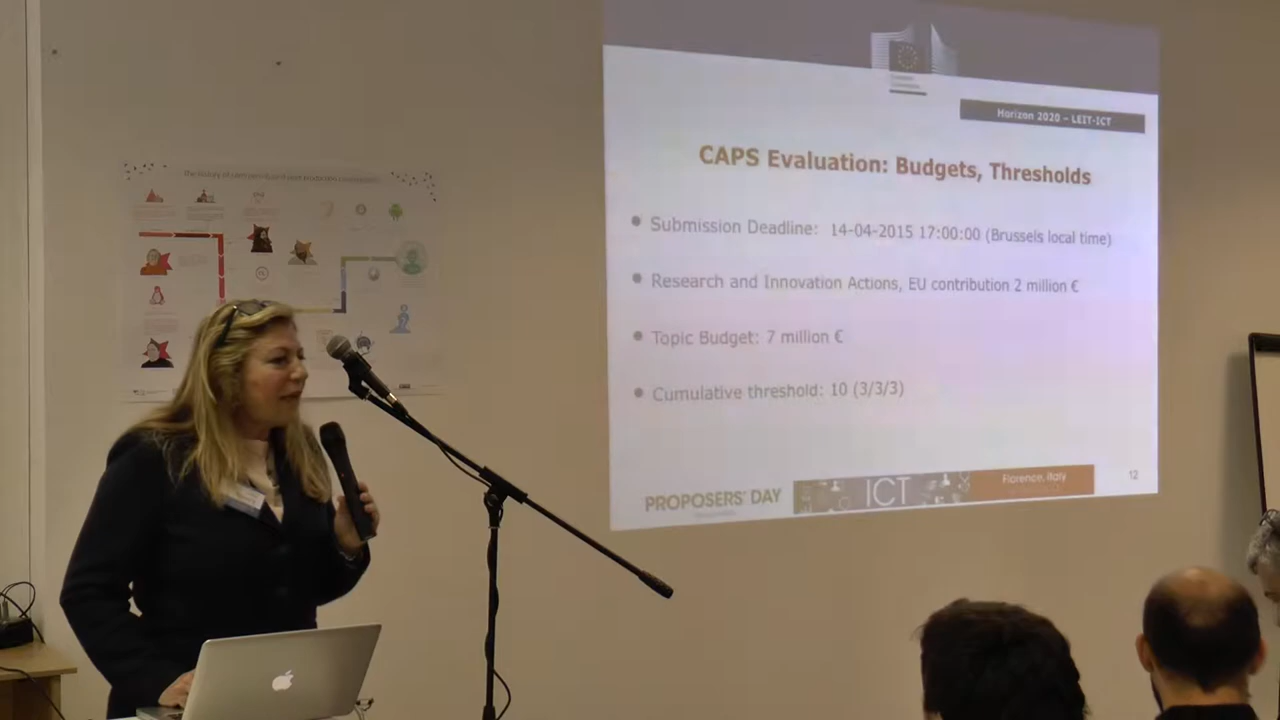 European
Commission
Horizon 2020 – LEIT-ICT
CAPS Evaluation: Budgets, Thresholds
Submission Deadline: 14-04-2015 17:00:00 (Brussels local time)
Research and Innovation Actions, EU contribution 2 million €
Topic Budget: 7 million €
Cumulative threshold: 10 (3/3/3)
PROPOSERS' DAY
ICT
Florence, Italy
12